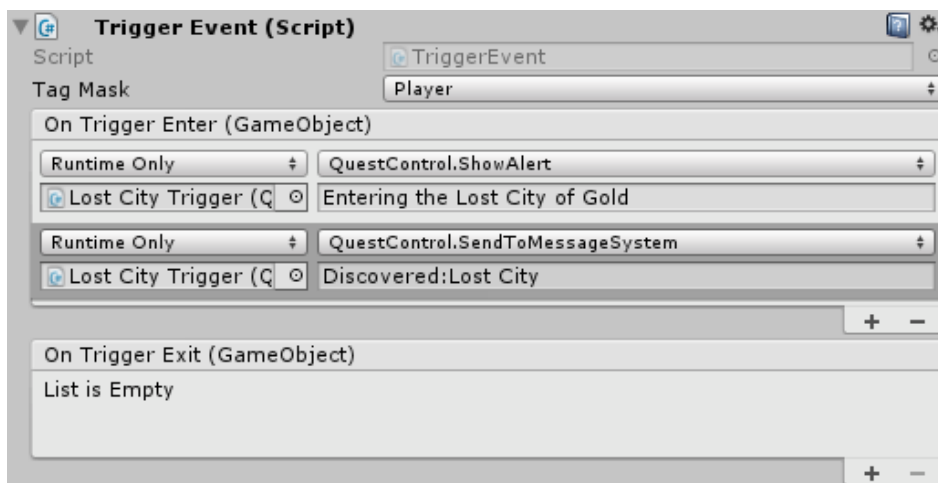 Trigger Event (Script)
Script TriggerEvent
Tag Mask Player
On Trigger Enter (GameObject)
Runtime Only QuestControl.ShowAlert
Lost City Trigger (Q Entering the Lost City of Gold
Runtime Only QuestControl.SendToMessageSystem
Lost City Trigger (Q Discovered:Lost City
+ −
On Trigger Exit (GameObject)
List is Empty
+ −